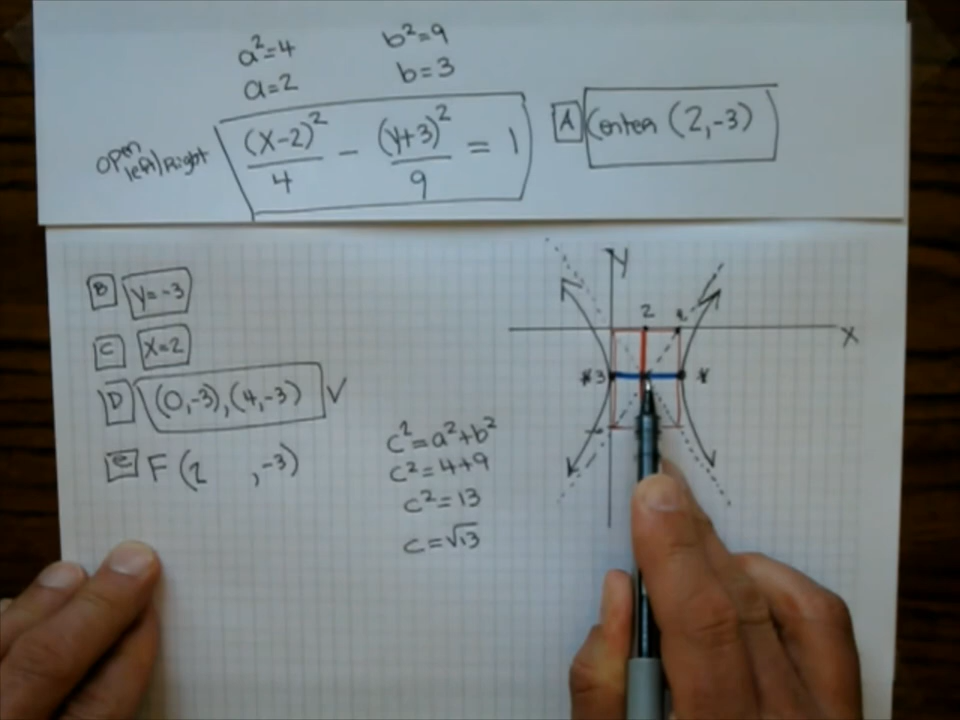 a²=4 b²=9
a=2 b=3
open left/Right (x-2)²/4 - (y+3)²/9 = 1 A Center (2,-3)
B y=-3
C x=2
D (0,-3),(4,-3) V
E F (2 ,-3)
c²=a²+b²
c²=4+9
c²=13
c=√13
y
2
x
3